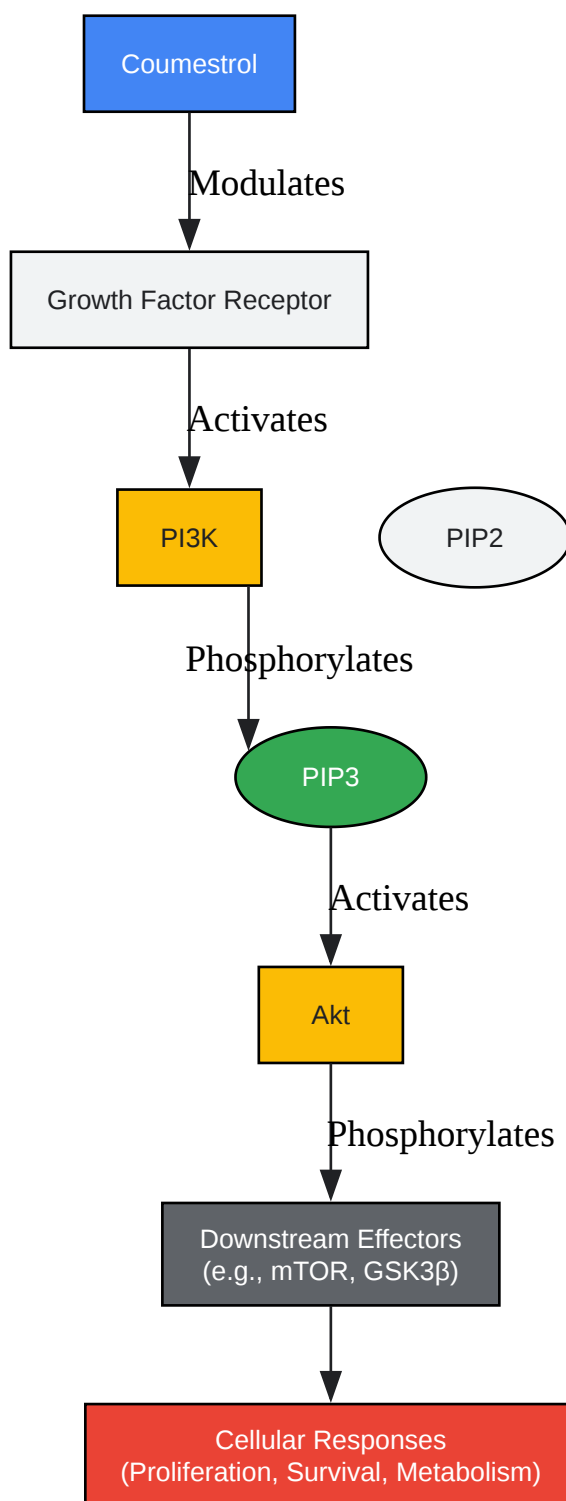 Coumestrol
Modulates
Growth Factor Receptor
Activates
PI3K
PIP2
Phosphorylates
PIP3
Activates
Akt
Phosphorylates
Downstream Effectors
(e.g., mTOR, GSK3β)
Cellular Responses
(Proliferation, Survival, Metabolism)